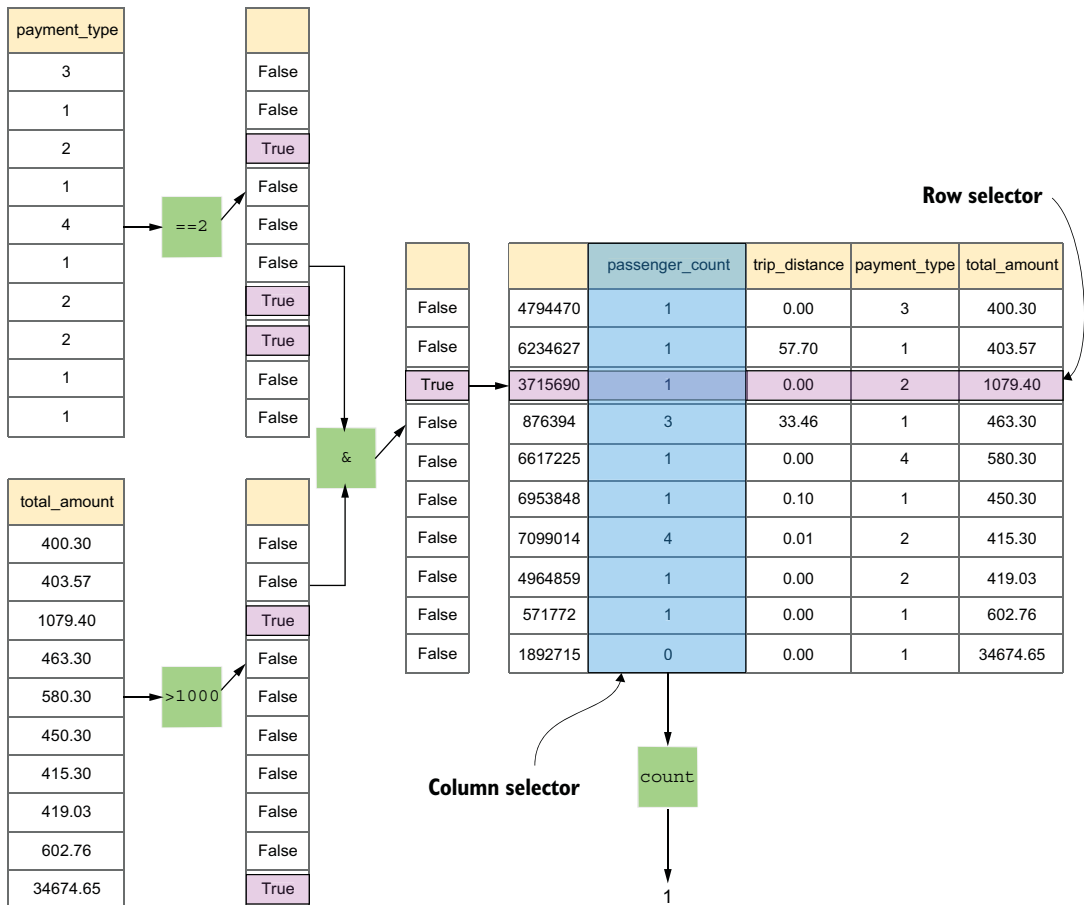 payment_type
3
1
2
1
4
1
2
2
1
1
==2
False
False
True
False
False
False
True
True
False
False
total_amount
400.30
403.57
1079.40
463.30
580.30
450.30
415.30
419.03
602.76
34674.65
>1000
False
False
True
False
False
False
False
False
False
True
&
False
False
True
False
False
False
False
False
False
False
Row selector
passenger_count trip_distance payment_type total_amount
4794470 1 0.00 3 400.30
6234627 1 57.70 1 403.57
3715690 1 0.00 2 1079.40
876394 3 33.46 1 463.30
6617225 1 0.00 4 580.30
6953848 1 0.10 1 450.30
7099014 4 0.01 2 415.30
4964859 1 0.00 2 419.03
571772 1 0.00 1 602.76
1892715 0 0.00 1 34674.65
Column selector
count
1